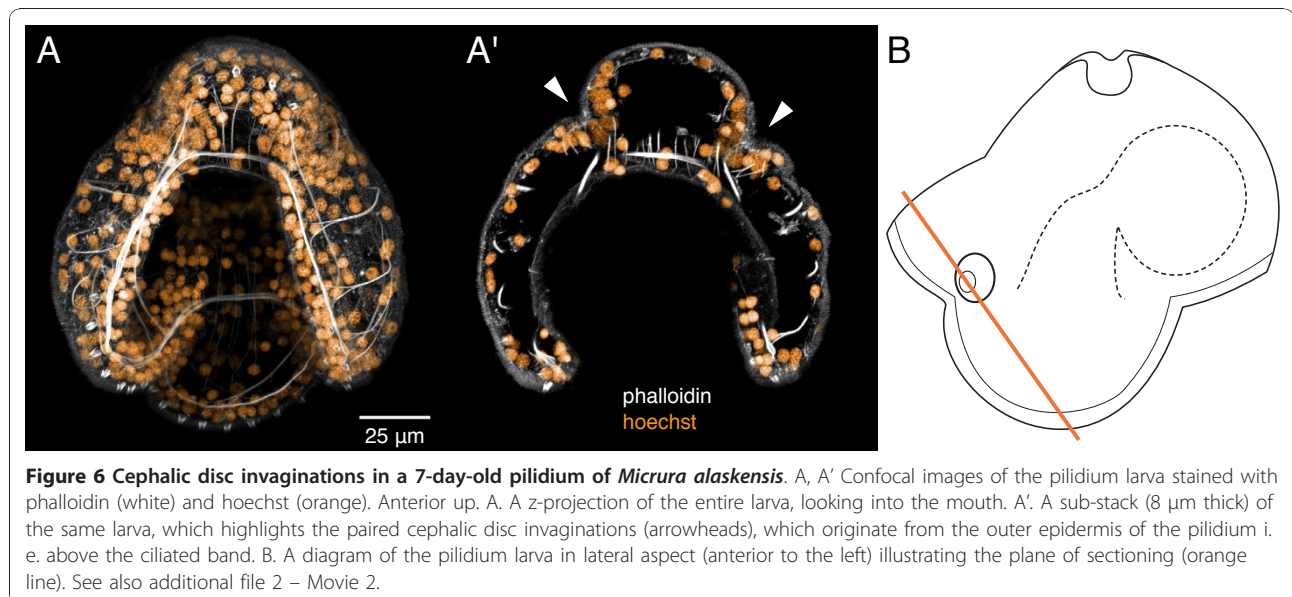 A
A'
B
phalloidin
hoechst
25 μm
Figure 6 Cephalic disc invaginations in a 7-day-old pilidium of Micrura alaskensis. A, A′ Confocal images of the pilidium larva stained with
phalloidin (white) and hoechst (orange). Anterior up. A. A z-projection of the entire larva, looking into the mouth. A′. A sub-stack (8 μm thick) of
the same larva, which highlights the paired cephalic disc invaginations (arrowheads), which originate from the outer epidermis of the pilidium i.
e. above the ciliated band. B. A diagram of the pilidium larva in lateral aspect (anterior to the left) illustrating the plane of sectioning (orange
line). See also additional file 2 – Movie 2.